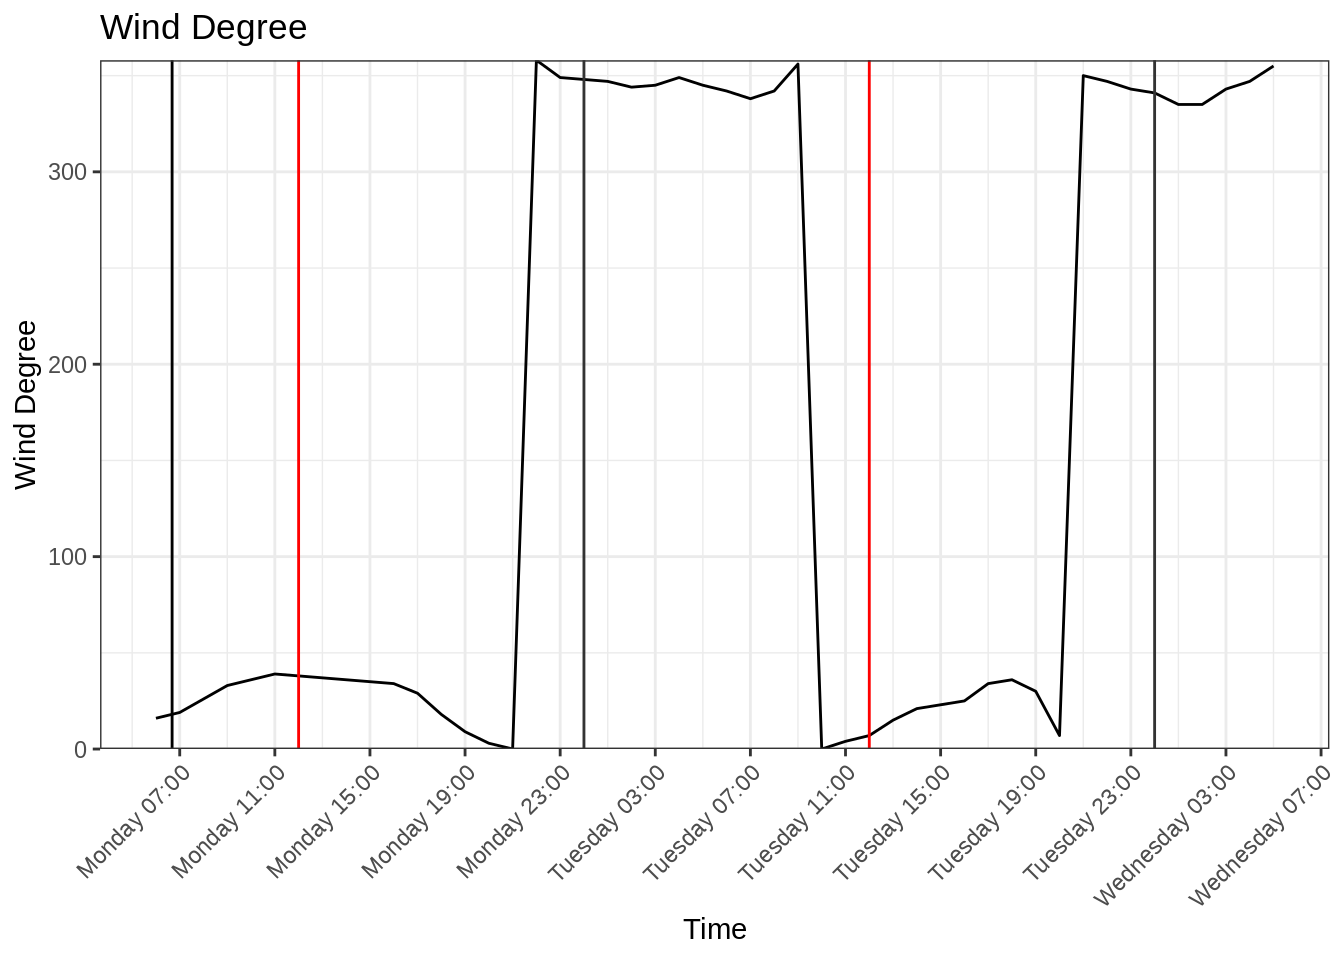 Wind Degree
Wind Degree
300
200
100
0
Monday 07:00
Monday 11:00
Monday 15:00
Monday 19:00
Monday 23:00
Tuesday 03:00
Tuesday 07:00
Tuesday 11:00
Tuesday 15:00
Tuesday 19:00
Tuesday 23:00
Wednesday 03:00
Wednesday 07:00
Time